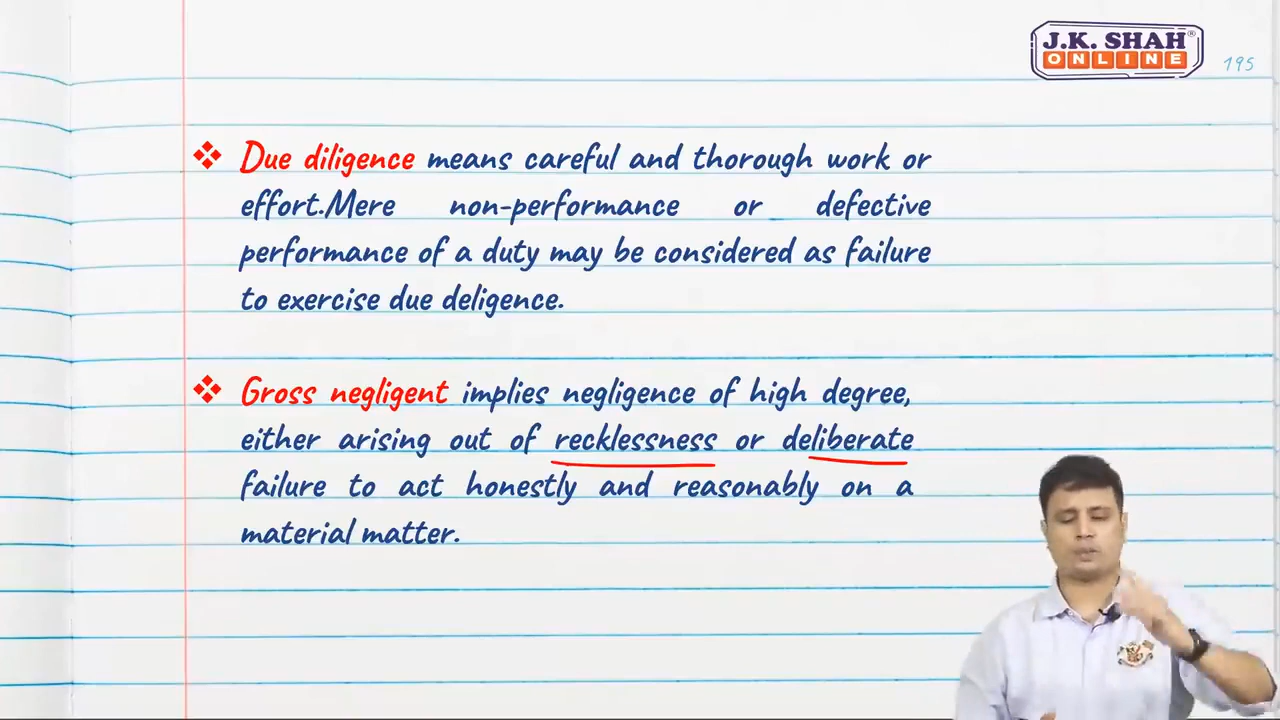 J.K. SHAH®
ONLINE
195
❖ Due diligence means careful and thorough work or
effort.Mere non-performance or defective
performance of a duty may be considered as failure
to exercise due deligence.
❖ Gross negligent implies negligence of high degree,
either arising out of recklessness or deliberate
failure to act honestly and reasonably on a
material matter.